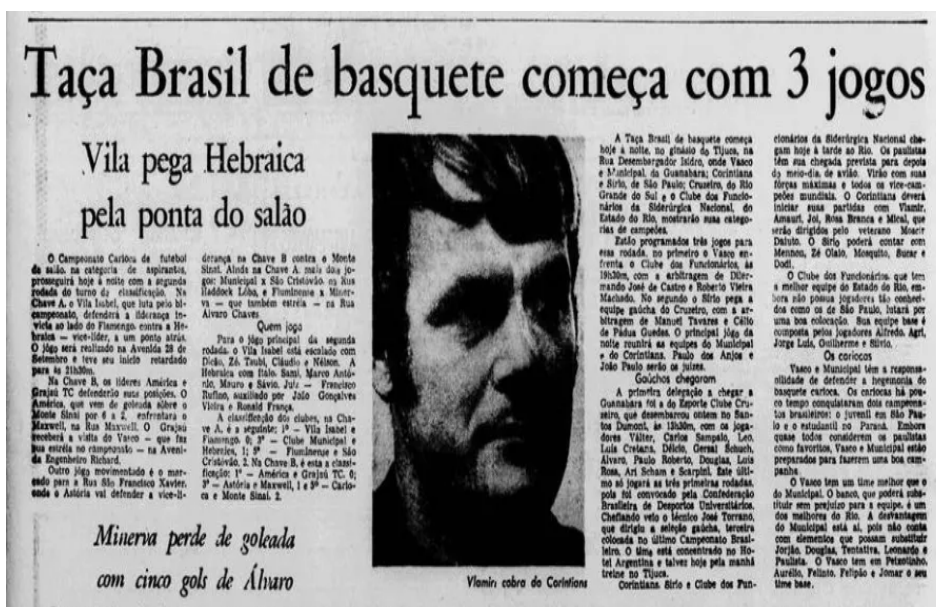 Taça Brasil de basquete começa com 3 jogos
Vila pega Hebraica
pela ponta do salão
O Campeonato Carioca de futebol
de salão, na categoria de aspirantes,
prosseguirá hoje à noite com a segunda
rodada do turno de classificação. Na
Chave A, o Vila Isabel, que luta pelo bi-
campeonato, defenderá a liderança in-
victa ao lado do Flamengo, contra a He-
braica — vice-líder, a um ponto atrás.
O jôgo será realizado na Avenida 28 de
Setembro e teve seu início retardado
para às 21h30m.
Na Chave B, os líderes América e
Grajaú TC defenderão suas posições. O
América, que vem de goleada sôbre o
Monte Sinai por 6 a 2, enfrentará o
Maxwell, na Rua Maxwell. O Grajaú
receberá a visita do Vasco — que faz
sua estréia no campeonato — na Aveni-
da Engenheiro Richard.
Outro jôgo movimentado é o mar-
cado para a Rua São Francisco Xavier,
onde o Astória vai defender a vice-li-
derança na Chave B contra o Monte
Sinai. Ainda na Chave A, mais dois jo-
gos: Municipal x São Cristóvão, na Rua
Haddock Lôbo, e Fluminense x Miner-
va — que também estréia — na Rua
Álvaro Chaves.
Quem joga
Para o jôgo principal da segunda
rodada, o Vila Isabel está escalado com
Dicão, Zé, Toubi, Cláudio e Nélson. A
Hebraica com Italo, Sami, Marco Antô-
nio, Mauro e Sávio. Juiz — Francisco
Rufino, auxiliado por João Gonçalves
Vieira e Ronald França.
A classificação dos clubes, na Cha-
ve A, é a seguinte: 1º — Vila Isabel e
Flamengo, 0; 3º — Clube Municipal e
Hebraica, 1; 5º — Fluminense e São
Cristóvão, 2. Na Chave B, é esta a classi-
ficação: 1º — América e Grajaú TC, 0;
3º — Astória e Maxwell, 1 e 5º — Cario-
ca e Monte Sinai, 2.
Minerva perde de goleada
com cinco gols de Álvaro
Vlamir: cobra do Corintians
A Taça Brasil de basquete começa
hoje à noite, no ginásio do Tijuca, na
Rua Desembargador Isidro, onde Vasco
e Municipal, da Guanabara; Corintians
e Sírio, de São Paulo; Cruzeiro, do Rio
Grande do Sul e o Clube dos Funcio-
nários da Siderúrgica Nacional, do
Estado do Rio, mostrarão suas catego-
rias de campeões.
Estão programados três jogos para
essa rodada, no primeiro o Vasco en-
frenta o Clube dos Funcionários, às
19h30m, com a arbitragem de Diler-
mando José de Castro e Roberto Vieira
Machado. No segundo o Sírio pega a
equipe gaúcha do Cruzeiro, com a ar-
bitragem de Manuel Tavares e Célio
de Pádua Guedes. O principal jôgo da
noite reunirá as equipes do Municipal
e do Corintians. Paulo dos Anjos e
João Paulo serão os juízes.
Gaúchos chegaram
A primeira delegação a chegar a
Guanabara foi a do Esporte Clube Cru-
zeiro, que desembarcou ontem no San-
tos Dumont, às 13h30m, com os joga-
dores Válter, Carlos Sampaio, Leo,
Luís Cretana, Délcio, Gersal Schuch,
Álvaro, Paulo Roberto, Douglas, Luís
Rosa, Ari Scham e Scarpini. Este últi-
mo só jogará as três primeiras rodadas,
pois foi convocado pela Confederação
Brasileira de Desportos Universitários.
Chefiando veio o técnico José Torrano,
que dirigiu a seleção gaúcha, terceira
colocada no último Campeonato Brasi-
leiro. O time está concentrado no Ho-
tel Argentina e talvez hoje pela manhã
treine no Tijuca.
Corintians, Sírio e Clube dos Fun-
cionários da Siderúrgica Nacional che-
gam hoje à tarde ao Rio. Os paulistas
têm sua chegada prevista para depois
do meio-dia, de avião. Virão com suas
fôrças máximas e todos os vice-cam-
peões mundiais. O Corintians deverá
iniciar suas partidas com Vlamir,
Amauri, Joi, Rosa Branca e Mical, que
serão dirigidos pelo veterano Moacir
Daiuto. O Sírio poderá contar com
Mennon, Zé Olaio, Mosquito, Sucar e
Dodi.
O Clube dos Funcionários, que tem
a melhor equipe do Estado do Rio, em-
bora não possua jogadores tão conheci-
dos como os de São Paulo, lutará por
uma boa colocação. Sua equipe base é
composta pelos jogadores Alfredo, Agri,
Jorge Luís, Guilherme e Sílvio.
Os cariocas
Vasco e Municipal têm a responsa-
bilidade de defender a hegemonia do
basquete carioca. Os cariocas há pou-
co tempo conquistaram dois campeona-
tos brasileiros: o juvenil em São Pau-
lo e o estudantil no Paraná. Embora
quase todos considerem os paulistas
como favoritos, Vasco e Municipal estão
preparados para fazerem uma boa cam-
panha.
O Vasco tem um time melhor que o
do Municipal. O banco, que poderá subs-
tituir sem prejuízo para a equipe, é um
dos melhores do Rio. A desvantagem
do Municipal está aí, pois não conta
com elementos que possam substituir
Jorjão, Douglas, Tentativa, Leonardo e
Paulista. O Vasco tem em Peixotinho,
Aurélio, Felinto, Felipão e Jomar o seu
time base.